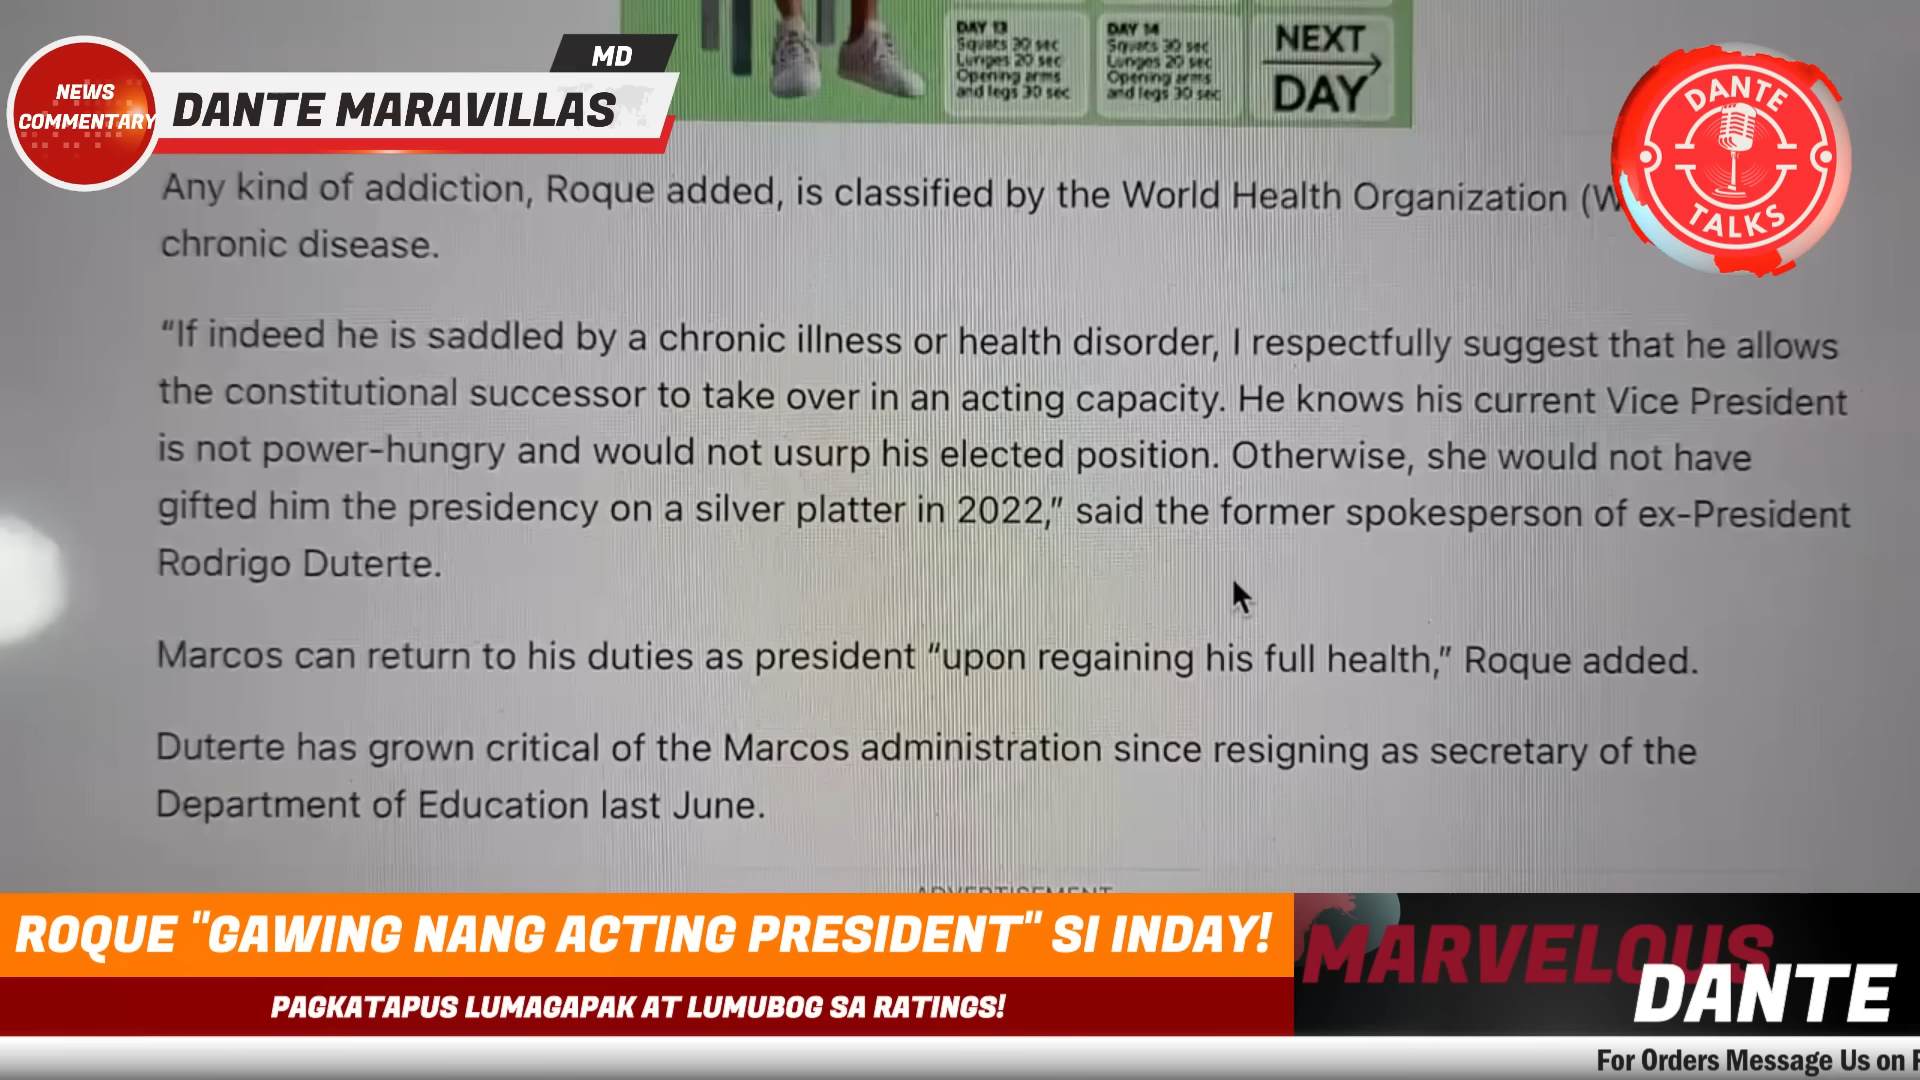 MD
NEWS
COMMENTARY
DANTE MARAVILLAS
DAY 13
Squats 30 sec
Lunges 20 sec
Opening arms
and legs 30 sec
DAY 14
Squats 30 sec
Lunges 20 sec
Opening arms
and legs 30 sec
NEXT
DAY
DANTE
TALKS
Any kind of addiction, Roque added, is classified by the World Health Organization (W
chronic disease.
“If indeed he is saddled by a chronic illness or health disorder, I respectfully suggest that he allows
the constitutional successor to take over in an acting capacity. He knows his current Vice President
is not power-hungry and would not usurp his elected position. Otherwise, she would not have
gifted him the presidency on a silver platter in 2022,” said the former spokesperson of ex-President
Rodrigo Duterte.
Marcos can return to his duties as president “upon regaining his full health,” Roque added.
Duterte has grown critical of the Marcos administration since resigning as secretary of the
Department of Education last June.
ADVERTISEMENT
ROQUE "GAWING NANG ACTING PRESIDENT" SI INDAY!
PAGKATAPUS LUMAGAPAK AT LUMUBOG SA RATINGS!
MARVELOUS
DANTE
For Orders Message Us on F